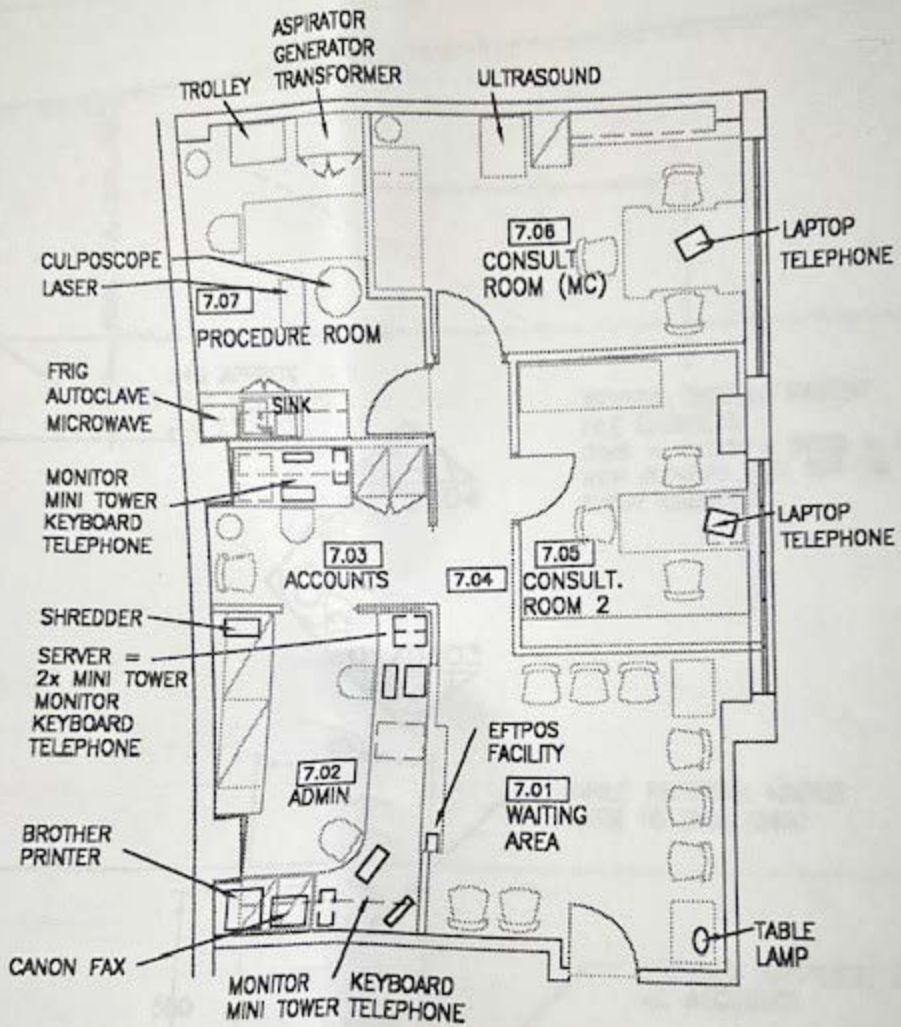 ASPIRATOR
GENERATOR
TRANSFORMER
TROLLEY
ULTRASOUND
LAPTOP
TELEPHONE
7.06
CONSULT
ROOM (MC)
CULPOSCOPE
LASER
7.07
PROCEDURE ROOM
FRIG
AUTOCLAVE
MICROWAVE
SINK
MONITOR
MINI TOWER
KEYBOARD
TELEPHONE
LAPTOP
TELEPHONE
7.03
ACCOUNTS
7.04
7.05
CONSULT.
ROOM 2
SHREDDER
SERVER =
2x MINI TOWER
MONITOR
KEYBOARD
TELEPHONE
EFTPOS
FACILITY
7.02
ADMIN
7.01
WAITING
AREA
BROTHER
PRINTER
CANON FAX
MONITOR KEYBOARD
MINI TOWER TELEPHONE
TABLE
LAMP